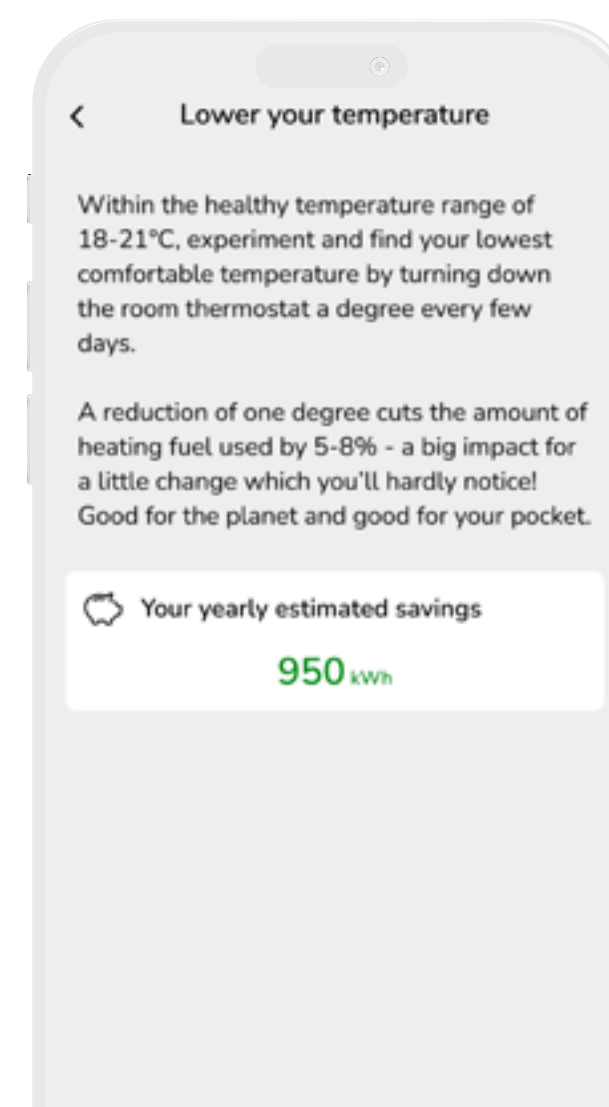 Lower your temperature
Within the healthy temperature range of
18-21°C, experiment and find your lowest
comfortable temperature by turning down
the room thermostat a degree every few
days.
A reduction of one degree cuts the amount of
heating fuel used by 5-8% - a big impact for
a little change which you'll hardly notice!
Good for the planet and good for your pocket.
Your yearly estimated savings
950 kWh